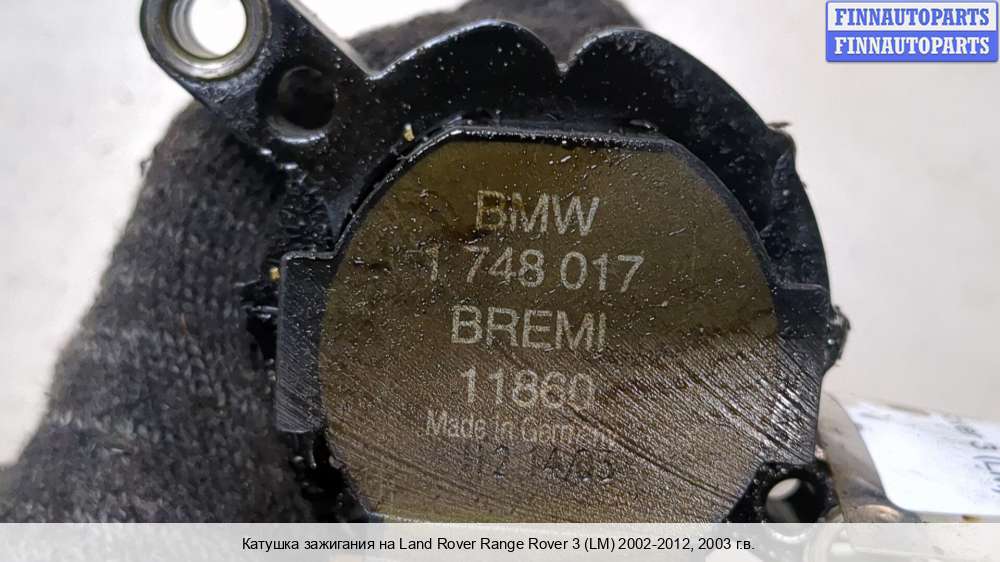 FINNAUTOPARTS
FINNAUTOPARTS
BMW
1 748 017
BREMI
11860
Made in Germany
Катушка зажигания на Land Rover Range Rover 3 (LM) 2002-2012, 2003 г.в.